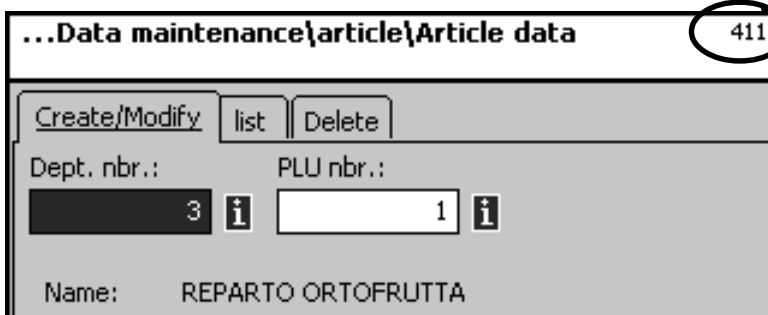 ...Data maintenance\article\Article data 411
Create/Modify list Delete
Dept. nbr.: PLU nbr.:
3 i 1 i
Name: REPARTO ORTOFRUTTA